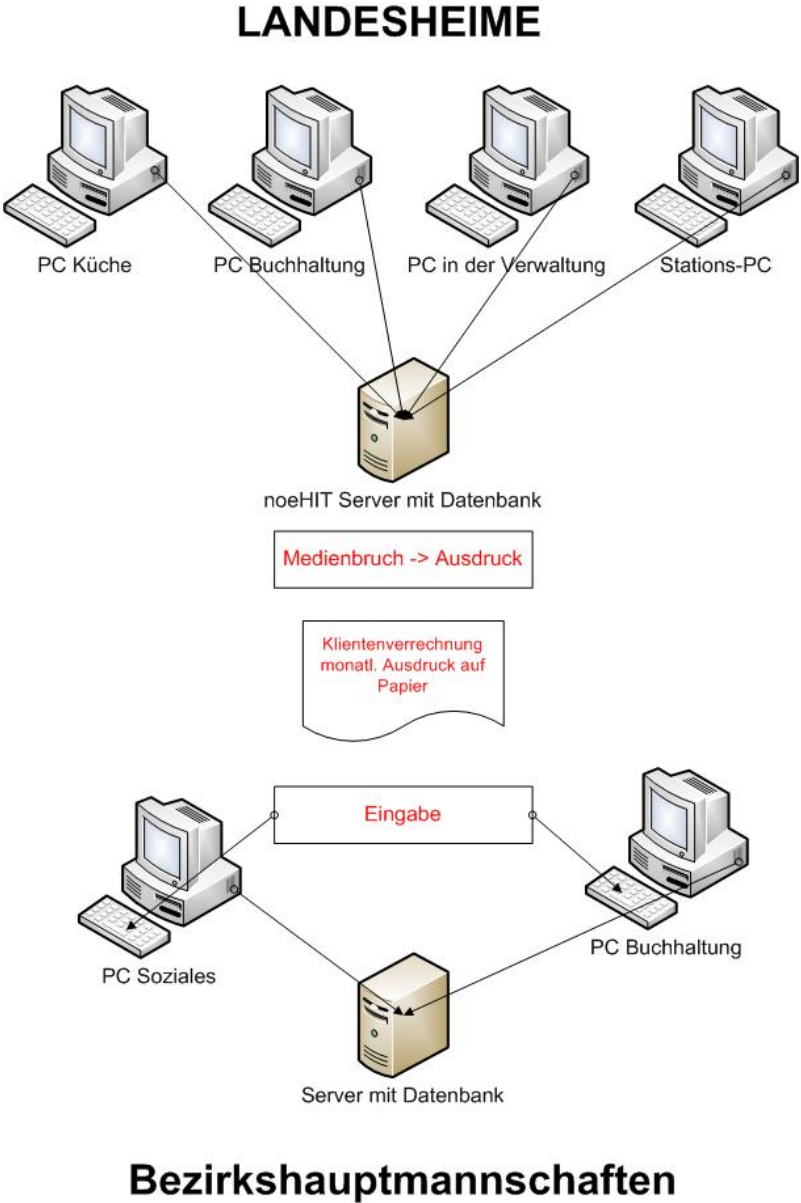 LANDESHEIME
PC Küche
PC Buchhaltung
PC in der Verwaltung
Stations-PC
noeHIT Server mit Datenbank
Medienbruch -> Ausdruck
Klientenverrechnung
monatl. Ausdruck auf
Papier
Eingabe
PC Buchhaltung
PC Soziales
Server mit Datenbank
Bezirkshauptmannschaften